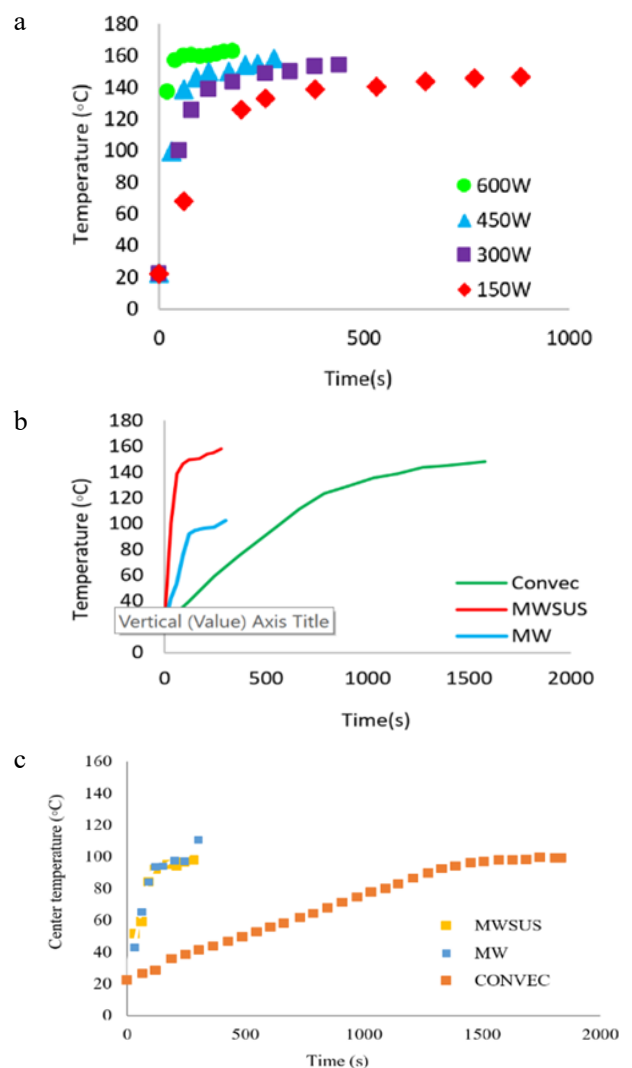 a
180
160
140
120
100
80
60
40
20
0
Temperature (◦C)
600W
450W
300W
150W
0 500 1000
Time(s)
b
180
160
140
120
100
80
60
40
0
Temperature (◦C)
Convec
MWSUS
MW
Vertical (Value) Axis Title
0 500 1000 1500 2000
Time(s)
c
160
140
120
100
80
60
40
20
0
Center temperature (◦C)
MWSUS
MW
CONVEC
0 500 1000 1500 2000
Time (s)